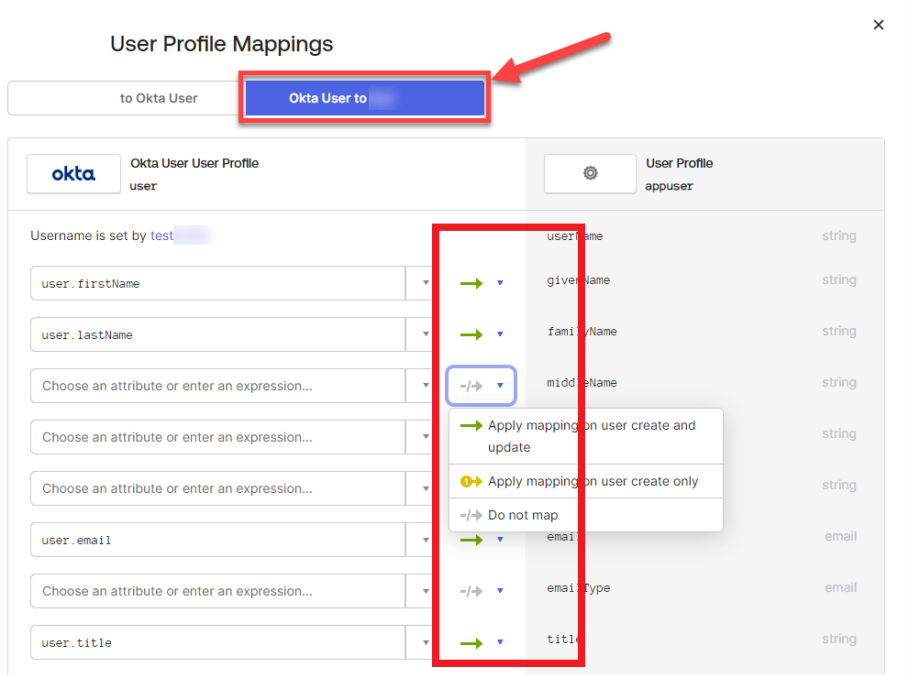 User Profile Mappings
to Okta User
Okta User to
okta
Okta User User Profile
user
User Profile
appuser
Username is set by test
userName string
user.firstName givenName string
user.lastName familyName string
Choose an attribute or enter an expression... middleName string
Choose an attribute or enter an expression... string
Apply mapping on user create and
update
Choose an attribute or enter an expression... string
Apply mapping on user create only
Do not map
user.email email email
Choose an attribute or enter an expression... emailType email
user.title title string